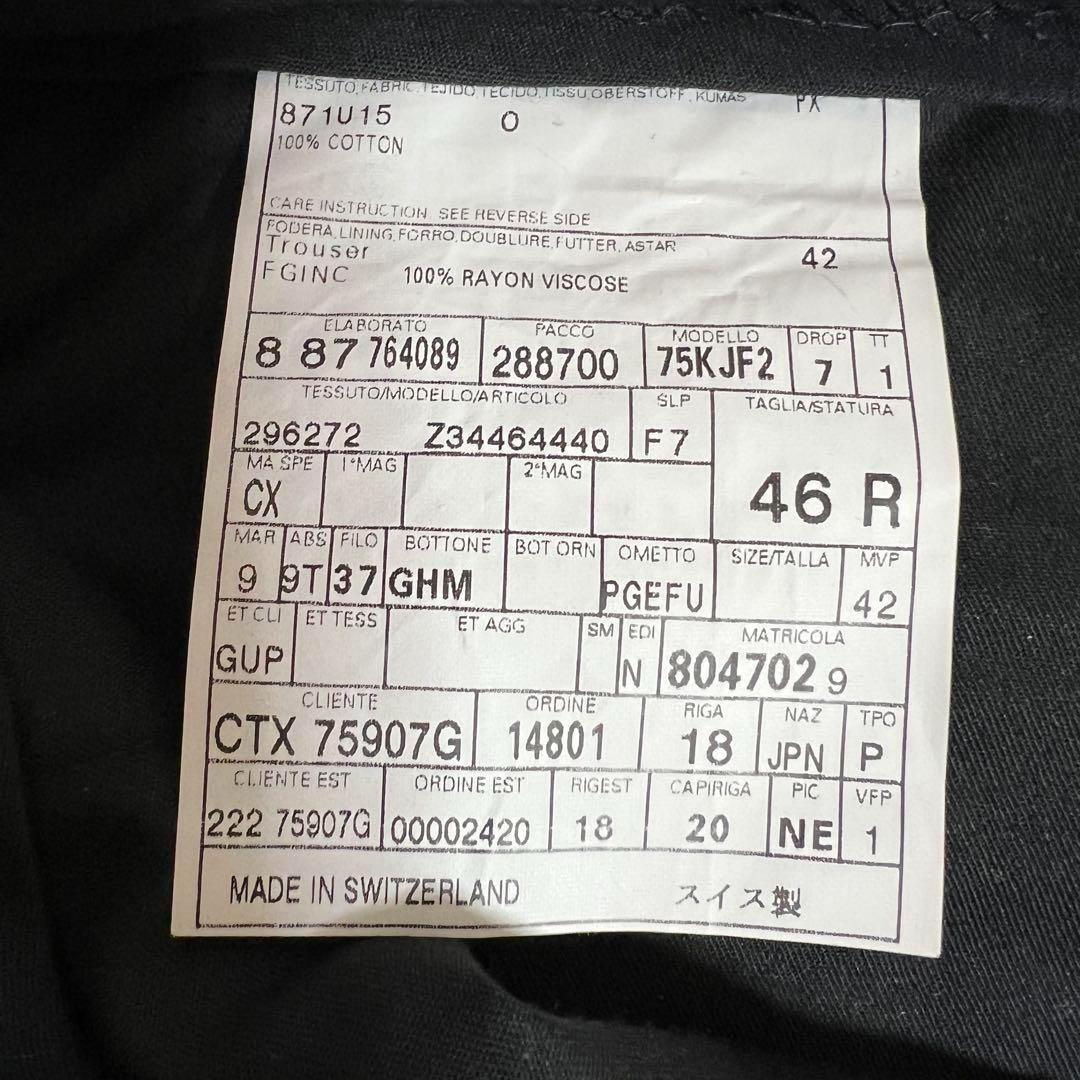 TESSUTO,FABRIC,TEJIDO,TECIDO,TISSU,OBERSTOFF, KUMAS PX
871U15 O
100% COTTON
CARE INSTRUCTION SEE REVERSE SIDE
FODERA,LINING,FORRO,DOUBLURE,FUTTER,ASTAR
Trouser 42
FGINC 100% RAYON VISCOSE
ELABORATO PACCO MODELLO DROP TT
8 87 764089 288700 75KJF2 7 1
TESSUTO/MODELLO/ARTICOLO SLP TAGLIA/STATURA
296272 Z34464440 F7
MA SPE 1°MAG 2°MAG
CX 46 R
MAR ABS FILO BOTTONE BOT ORN OMETTO SIZE/TALLA MVP
9 9T 37 GHM PGEFU 42
ET CLI ET TESS ET AGG SM EDI MATRICOLA
GUP N 804702 9
CLIENTE ORDINE RIGA NAZ TPO
CTX 75907G 14801 18 JPN P
CLIENTE EST ORDINE EST RIGEST CAPIRIGA PIC VFP
222 75907G 00002420 18 20 NE 1
MADE IN SWITZERLAND スイス製